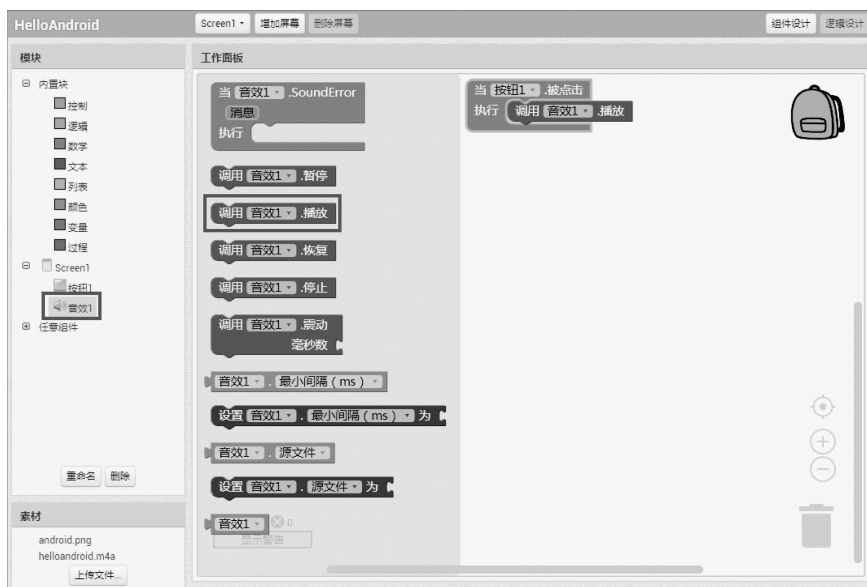 HelloAndroid
Screen1 增加屏幕 删除屏幕 组件设计 逻辑设计
模块
工作面板
内置块
控制
逻辑
数学
文本
列表
颜色
变量
过程
Screen1
按钮1
音效1
任意组件
重命名 删除
素材
android.png
helloandroid.m4a
上传文件...
当 音效1 .SoundError
消息
执行
调用 音效1 .暂停
调用 音效1 .播放
调用 音效1 .恢复
调用 音效1 .停止
调用 音效1 .震动
毫秒数
音效1 . 最小间隔(ms)
设置 音效1 . 最小间隔(ms) 为
音效1 . 源文件
设置 音效1 . 源文件 为
音效1
0
显示警告
当 按钮1 .被点击
执行 调用 音效1 .播放